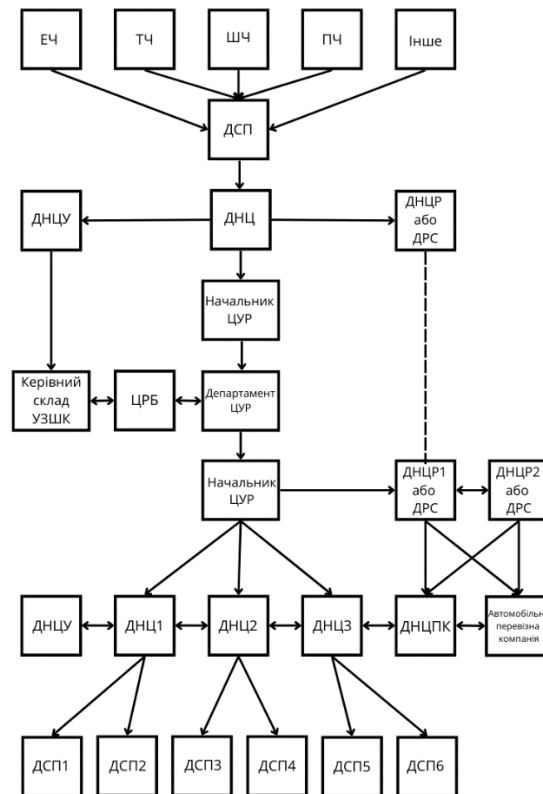 ЕЧ
ТЧ
ШЧ
ПЧ
Інше
ДСП
ДНЦУ
ДНЦ
ДНЦР
або
ДРС
Начальник
ЦУР
Керівний
склад
УЗШК
ЦРБ
Департамент
ЦУР
Начальник
ЦУР
ДНЦР1
або
ДРС
ДНЦР2
або
ДРС
ДНЦУ
ДНЦ1
ДНЦ2
ДНЦ3
ДНЦПК
Автомобільн
перевізна
компанія
ДСП1
ДСП2
ДСП3
ДСП4
ДСП5
ДСП6